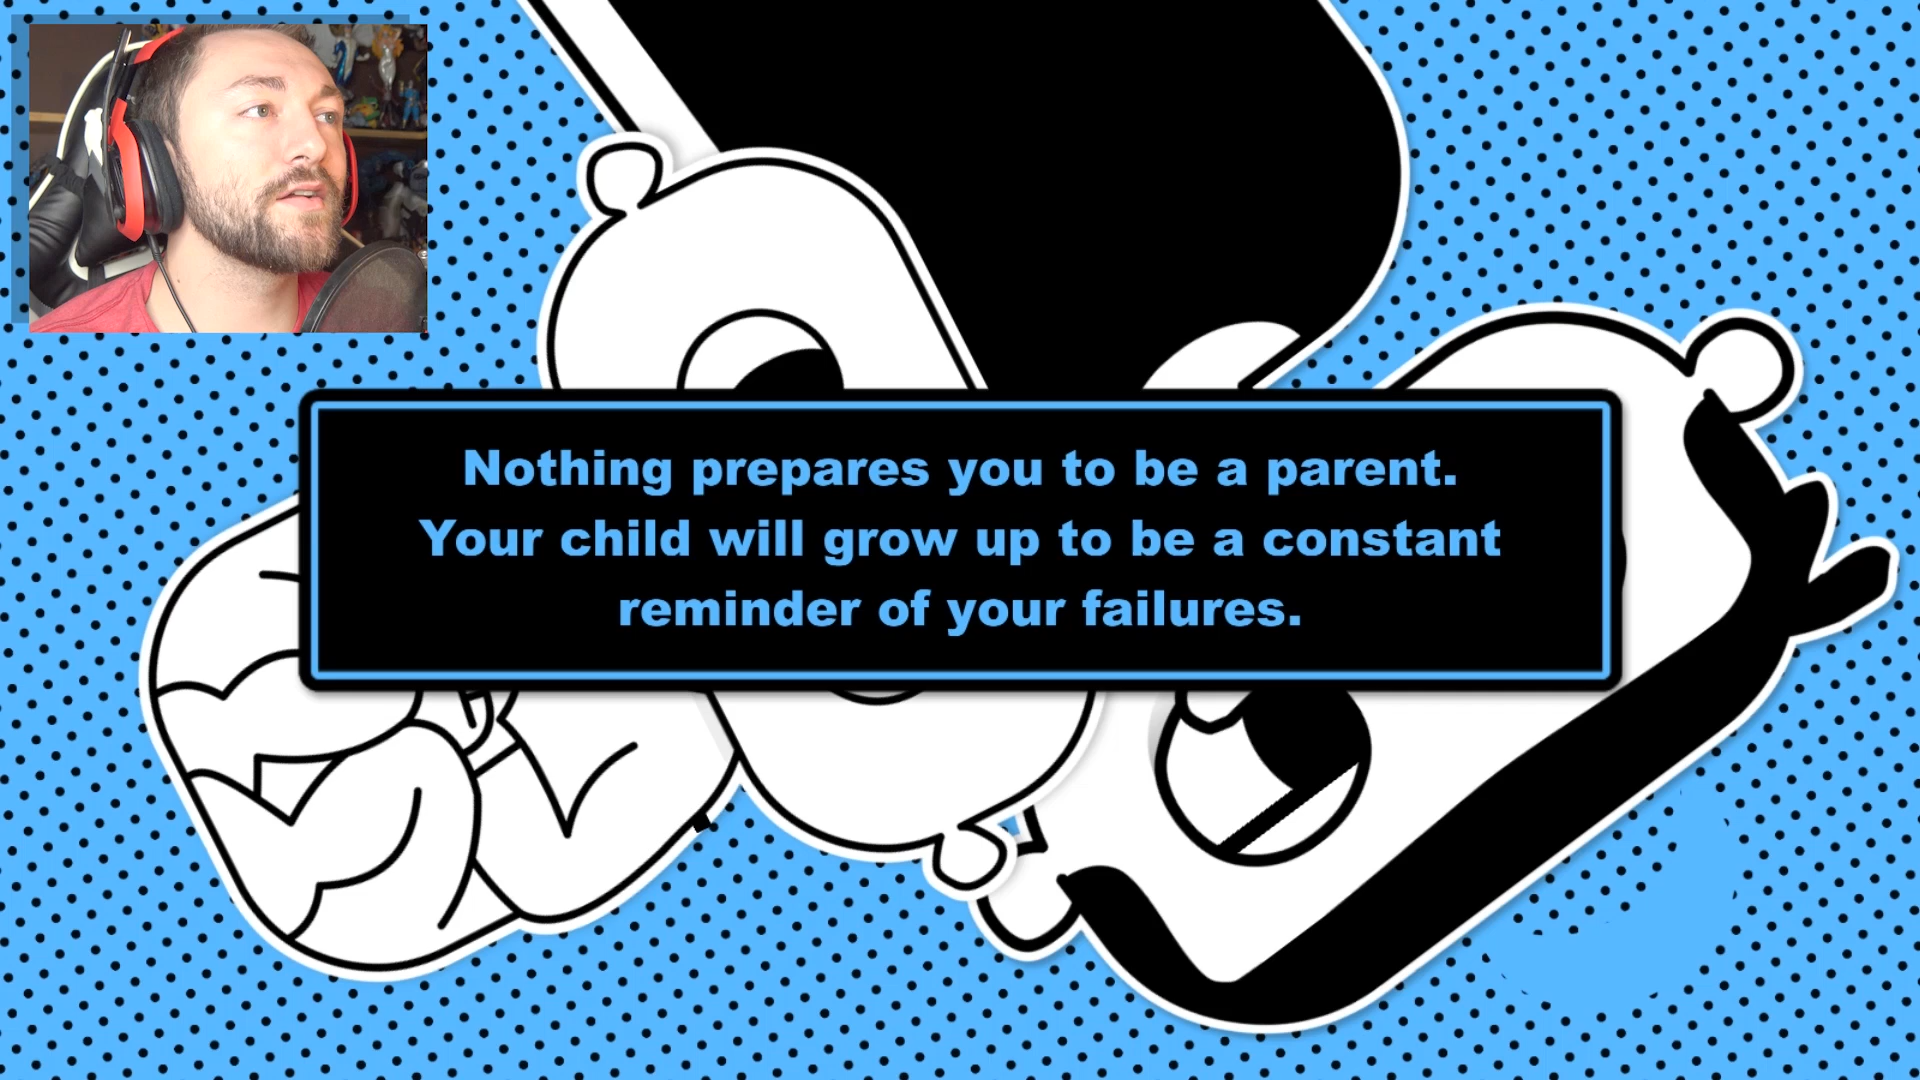 Nothing prepares you to be a parent.
Your child will grow up to be a constant
reminder of your failures.